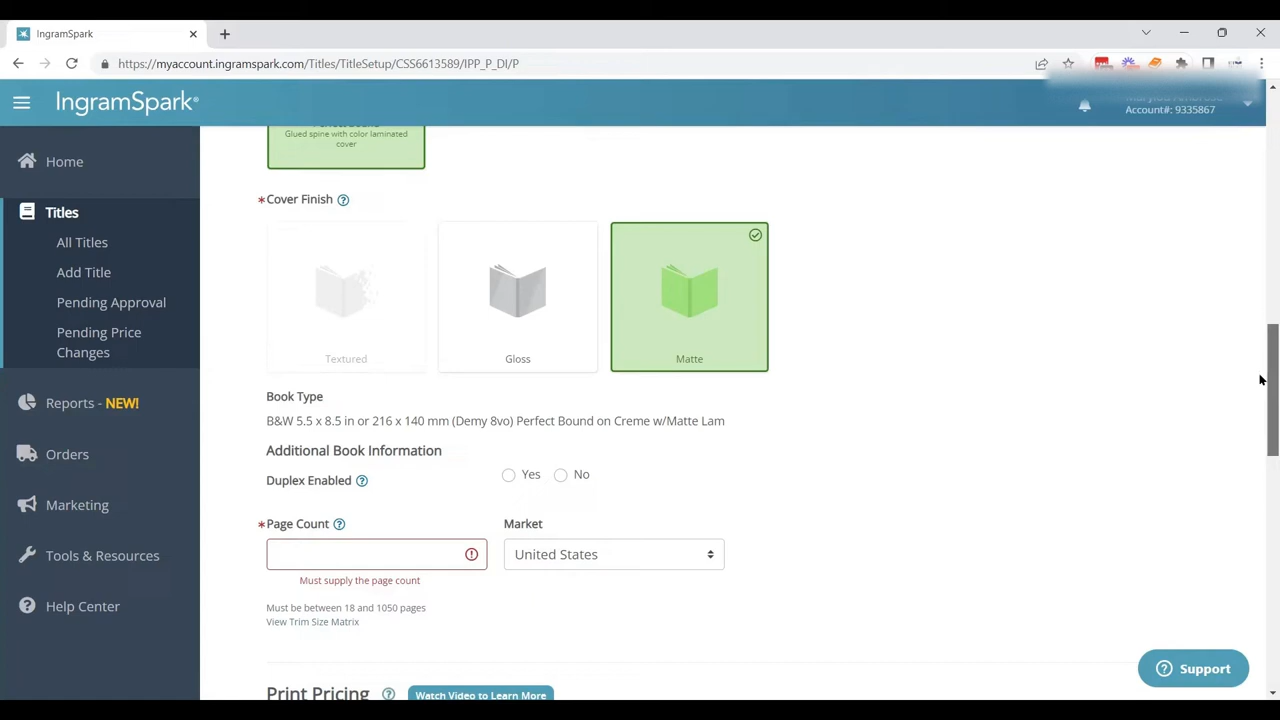 IngramSpark
https://myaccount.ingramspark.com/Titles/TitleSetup/CSS6613589/IPP_P_DI/P
IngramSpark®
Account#: 9335867
Home
Titles
All Titles
Add Title
Pending Approval
Pending Price
Changes
Reports - NEW!
Orders
Marketing
Tools & Resources
Help Center
Glued spine with color laminated
cover
*Cover Finish ?
Textured
Gloss
Matte
Book Type
B&W 5.5 x 8.5 in or 216 x 140 mm (Demy 8vo) Perfect Bound on Creme w/Matte Lam
Additional Book Information
Duplex Enabled ? Yes No
*Page Count ? Market
United States
Must supply the page count
Must be between 18 and 1050 pages
View Trim Size Matrix
Print Pricing ? Watch Video to Learn More
? Support